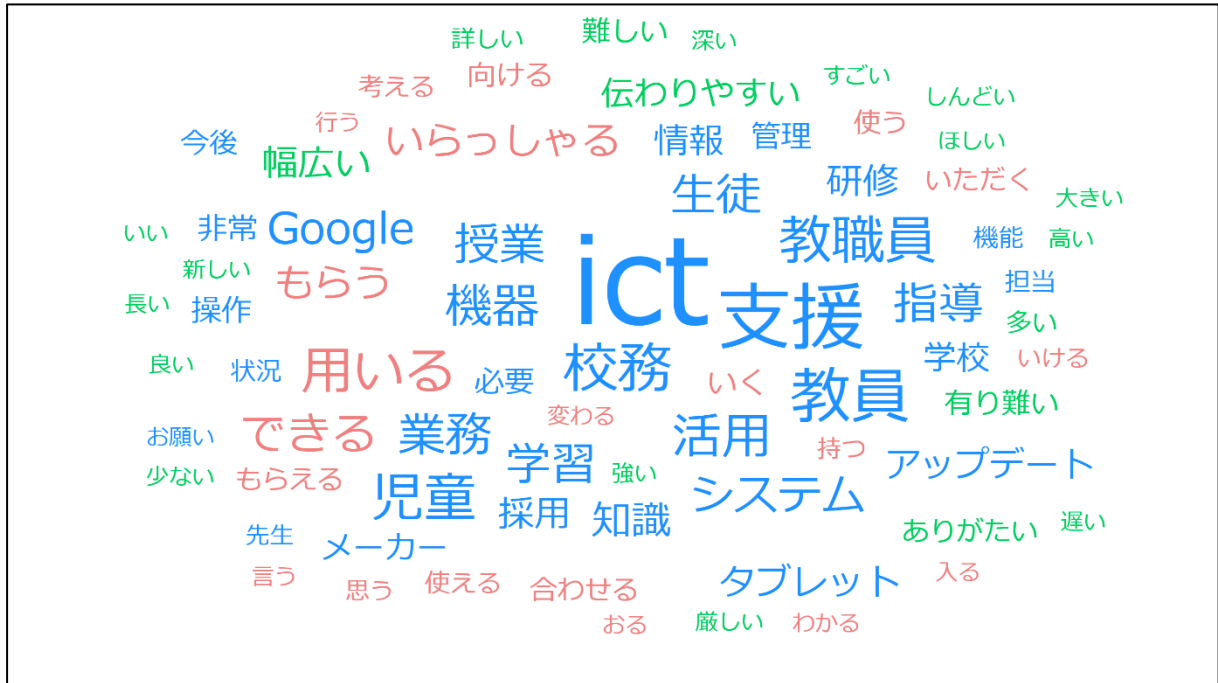 詳しい
難しい
深い
考える
向ける
伝わりやすい
すごい
しんどい
行う
いらっしゃる
情報
管理
使う
ほしい
今後
幅広い
生徒
研修
いただく
大きい
いい
非常
Google
授業
ict
教職員
機能
高い
新しい
もらう
機器
支援
指導
担当
長い
操作
多い
良い
状況
用いる
必要
校務
いく
教員
学校
いける
有り難い
お願い
できる
業務
変わる
活用
持つ
アップデート
少ない
もらえる
学習
強い
児童
採用
知識
システム
先生
メーカー
ありがたい
遅い
言う
思う
使える
合わせる
タブレット
入る
おる
厳しい
わかる